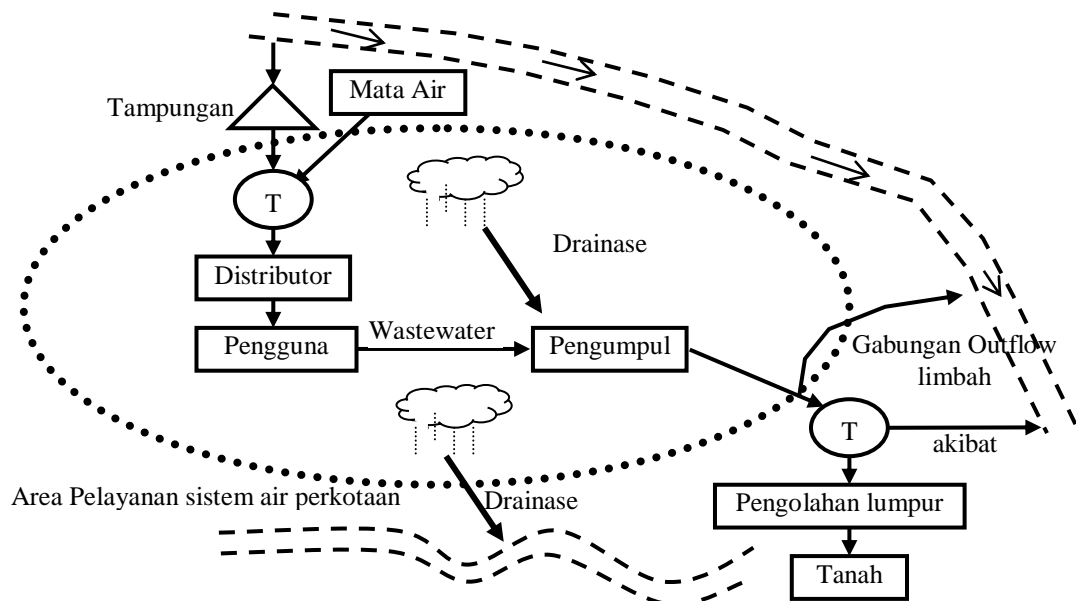 Mata Air
Tampungan
T
Drainase
Distributor
Wastewater
Pengguna
Pengumpul
Gabungan Outflow
limbah
T
akibat
Area Pelayanan sistem air perkotaan
Drainase
Pengolahan lumpur
Tanah